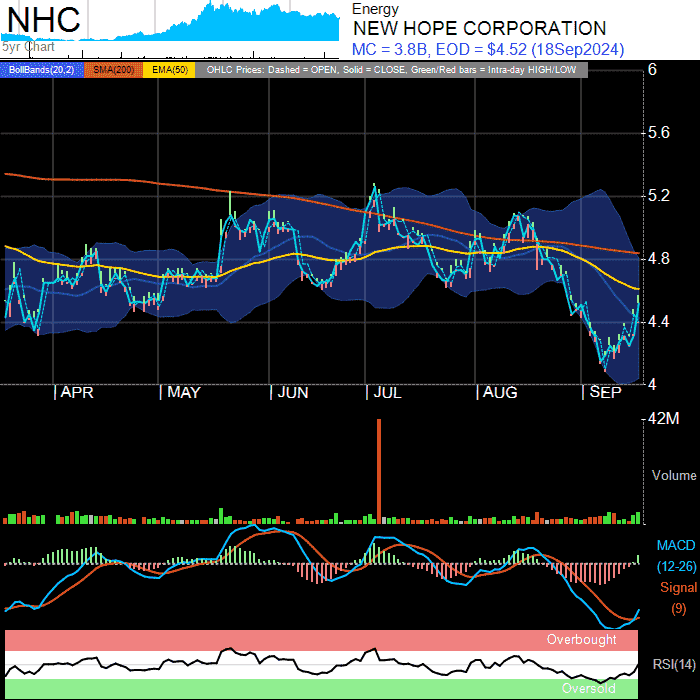 NHC
5yr Chart
Energy
NEW HOPE CORPORATION
MC = 3.8B, EOD = $4.52 (18Sep2024)
BollBands(20,2) SMA(200) EMA(50) OHLC Prices: Dashed = OPEN, Solid = CLOSE, Green/Red bars = Intra-day HIGH/LOW
6
5.6
5.2
4.8
4.4
4
APR MAY JUN JUL AUG SEP
42M
Volume
MACD
(12-26)
Signal
(9)
Overbought
RSI(14)
Oversold